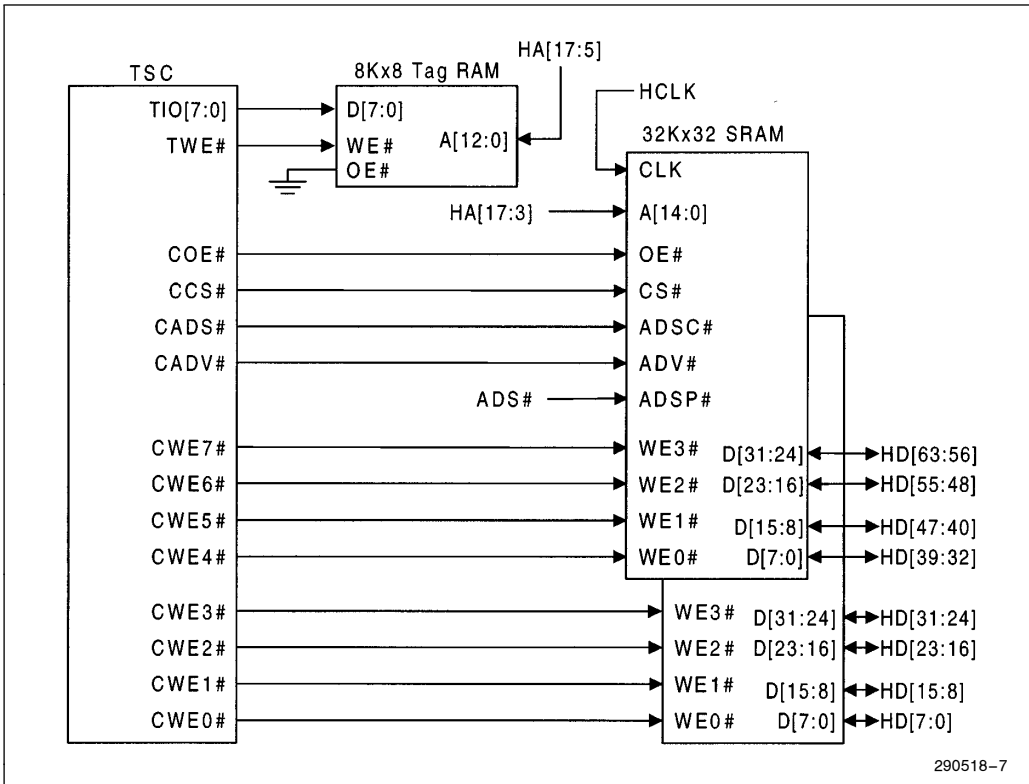 HA[17:5]
TSC
8Kx8 Tag RAM
TIO[7:0]
D[7:0]
HCLK
TWE#
WE#
A[12:0]
32Kx32 SRAM
OE#
CLK
HA[17:3]
A[14:0]
COE#
OE#
CCS#
CS#
CADS#
ADSC#
CADV#
ADV#
ADS#
ADSP#
CWE7#
WE3#
D[31:24]
HD[63:56]
CWE6#
WE2#
D[23:16]
HD[55:48]
CWE5#
WE1#
D[15:8]
HD[47:40]
CWE4#
WE0#
D[7:0]
HD[39:32]
CWE3#
WE3#
D[31:24]
HD[31:24]
CWE2#
WE2#
D[23:16]
HD[23:16]
CWE1#
WE1#
D[15:8]
HD[15:8]
CWE0#
WE0#
D[7:0]
HD[7:0]
290518–7